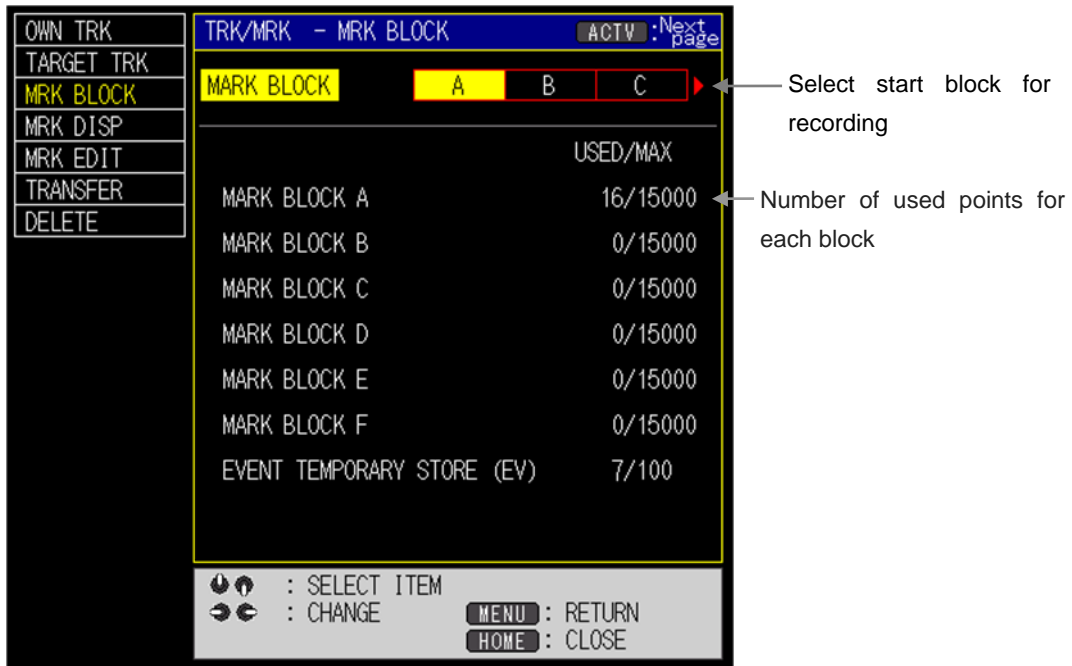 OWN TRK
TARGET TRK
MRK BLOCK
MRK DISP
MRK EDIT
TRANSFER
DELETE
TRK/MRK - MRK BLOCK ACTV :Next page
MARK BLOCK A B C
USED/MAX
MARK BLOCK A 16/15000
MARK BLOCK B 0/15000
MARK BLOCK C 0/15000
MARK BLOCK D 0/15000
MARK BLOCK E 0/15000
MARK BLOCK F 0/15000
EVENT TEMPORARY STORE (EV) 7/100
: SELECT ITEM
: CHANGE MENU : RETURN
HOME : CLOSE
Select start block for
recording
Number of used points for
each block